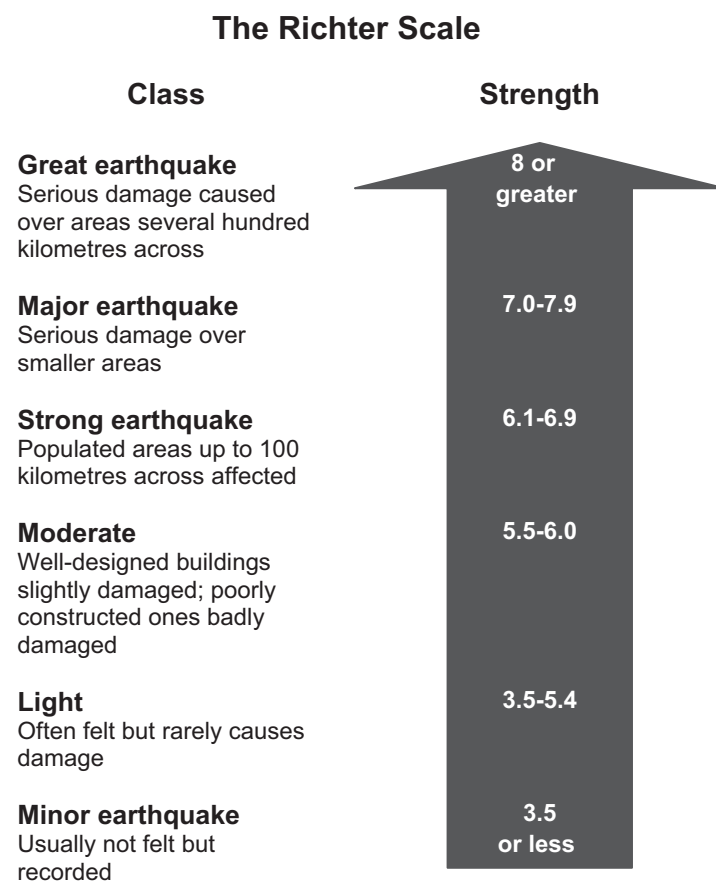 The Richter Scale
Class
Strength
Great earthquake
Serious damage caused
over areas several hundred
kilometres across
8 or
greater
Major earthquake
Serious damage over
smaller areas
7.0-7.9
Strong earthquake
Populated areas up to 100
kilometres across affected
6.1-6.9
Moderate
Well-designed buildings
slightly damaged; poorly
constructed ones badly
damaged
5.5-6.0
Light
Often felt but rarely causes
damage
3.5-5.4
Minor earthquake
Usually not felt but
recorded
3.5
or less